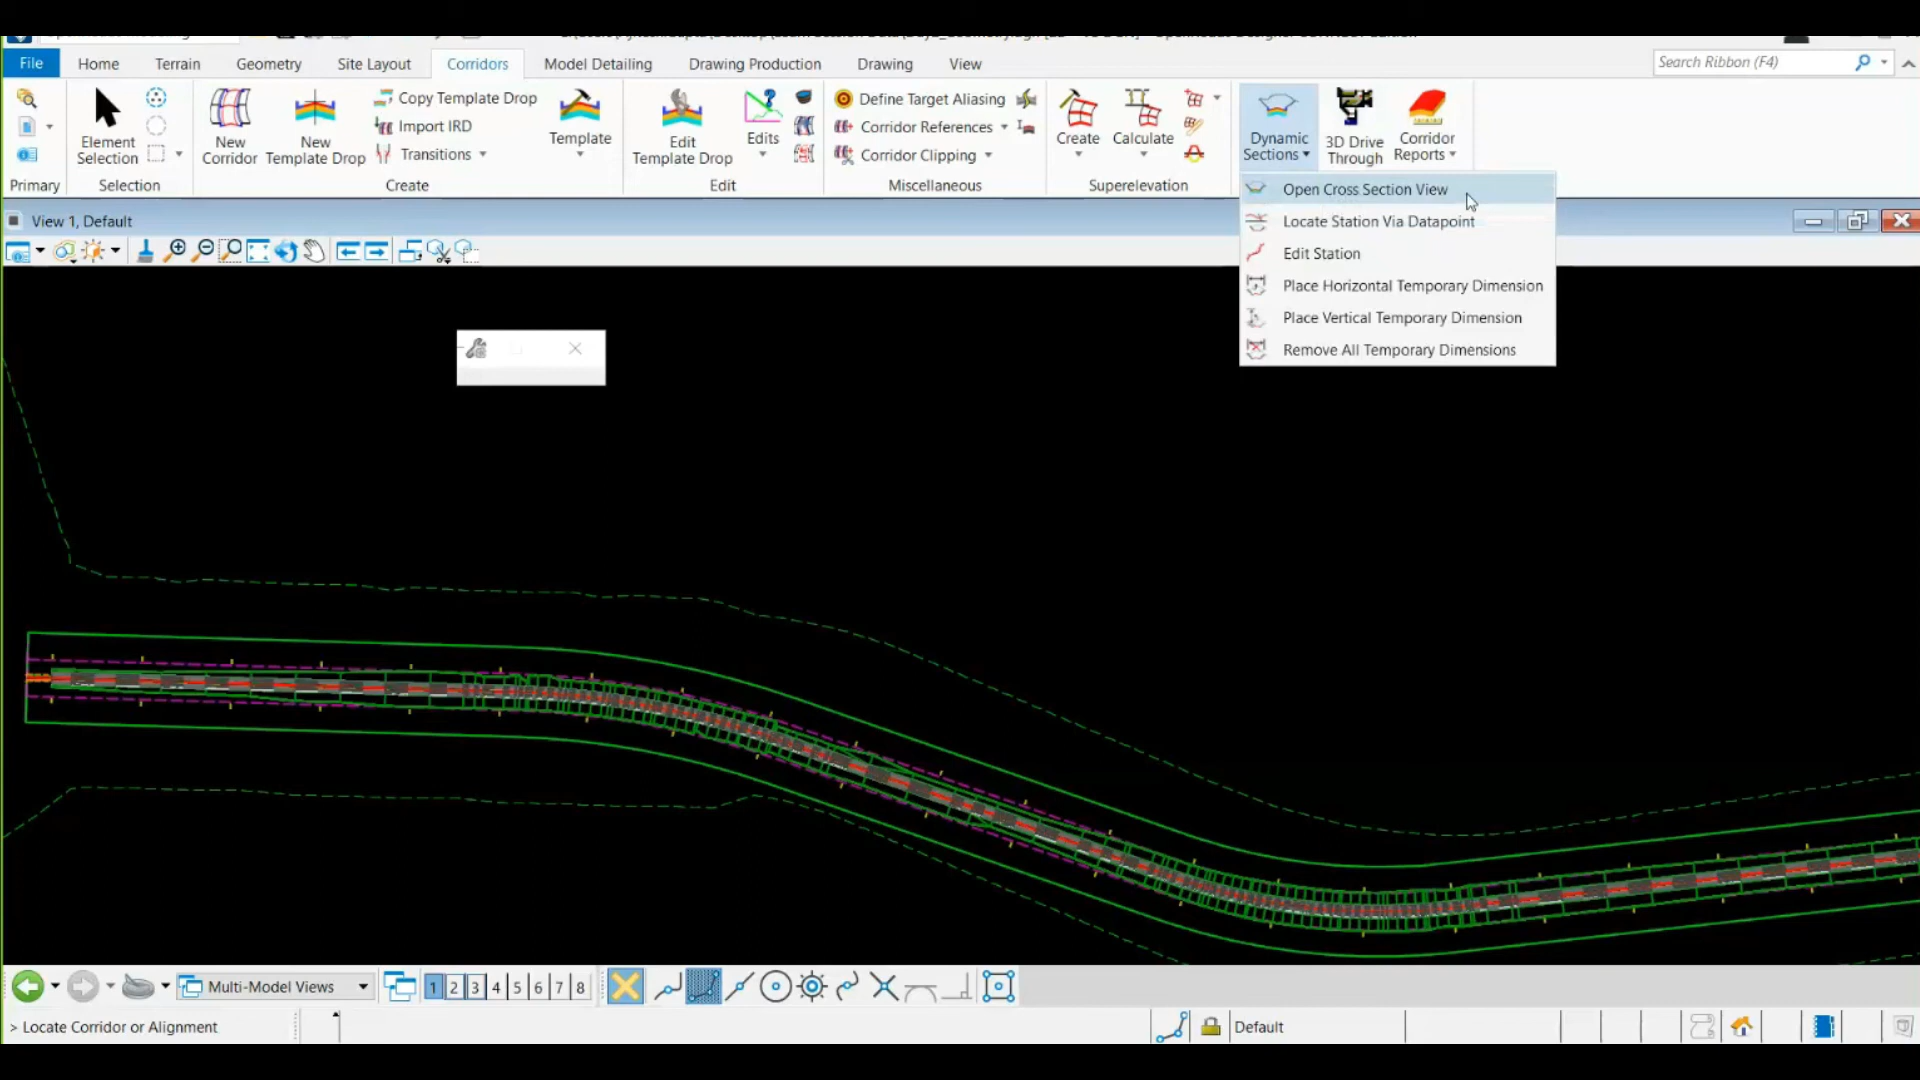 File Home Terrain Geometry Site Layout Corridors Model Detailing Drawing Production Drawing View Search Ribbon (F4)
Element Selection
New Corridor
New Template Drop
Copy Template Drop
Import IRD
Transitions
Template
Edit Template Drop
Edits
Define Target Aliasing
Corridor References
Corridor Clipping
Create
Calculate
Dynamic Sections
3D Drive Through
Corridor Reports
Primary Selection Create Edit Miscellaneous Superelevation
Open Cross Section View
Locate Station Via Datapoint
Edit Station
Place Horizontal Temporary Dimension
Place Vertical Temporary Dimension
Remove All Temporary Dimensions
View 1, Default
Multi-Model Views 1 2 3 4 5 6 7 8
> Locate Corridor or Alignment
Default